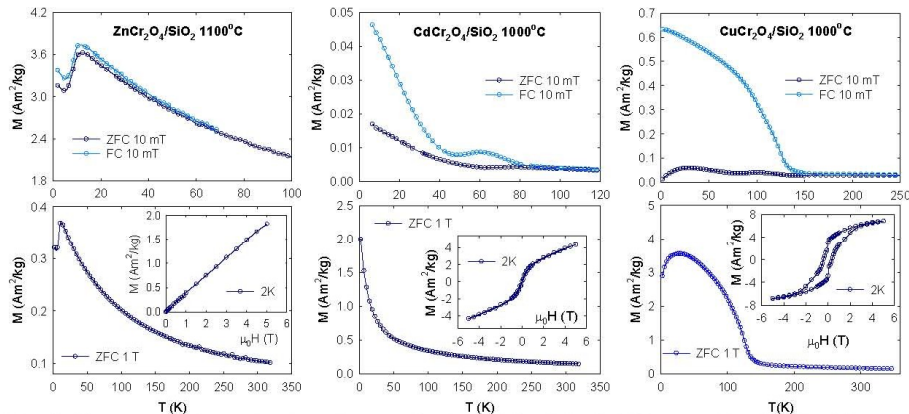 ZnCr2O4/SiO2 1100°C
M (Am²/kg)
4.8
4.2
3.6
3.0
2.4
1.8
ZFC 10 mT
FC 10 mT
0 20 40 60 80 100
CdCr2O4/SiO2 1000°C
M (Am²/kg)
0.05
0.04
0.03
0.02
0.01
0.00
ZFC 10 mT
FC 10 mT
0 20 40 60 80 100 120
CuCr2O4/SiO2 1000°C
M (Am²/kg)
0.7
0.6
0.5
0.4
0.3
0.2
0.1
0.0
ZFC 10 mT
FC 10 mT
0 50 100 150 200 250
M (Am²/kg)
0.4
0.3
0.2
0.1
M (Am²/kg)
2.0
1.5
1.0
0.5
0.0
2K
0 1 2 3 4 5 6
μ0H (T)
ZFC 1 T
0 50 100 150 200 250 300 350
T (K)
M (Am²/kg)
2.5
2.0
1.5
1.0
0.5
0.0
ZFC 1 T
M (Am²/kg)
4
2
0
-2
-4
2K
μ0H (T)
-6 -4 -2 0 2 4 6
0 50 100 150 200 250 300 350
T (K)
M (Am²/kg)
5
4
3
2
1
0
M (Am²/kg)
8
4
0
-4
-8
2K
-6 -4 -2 0 2 4 6
μ0H (T)
ZFC 1 T
0 100 200 300
T(K)